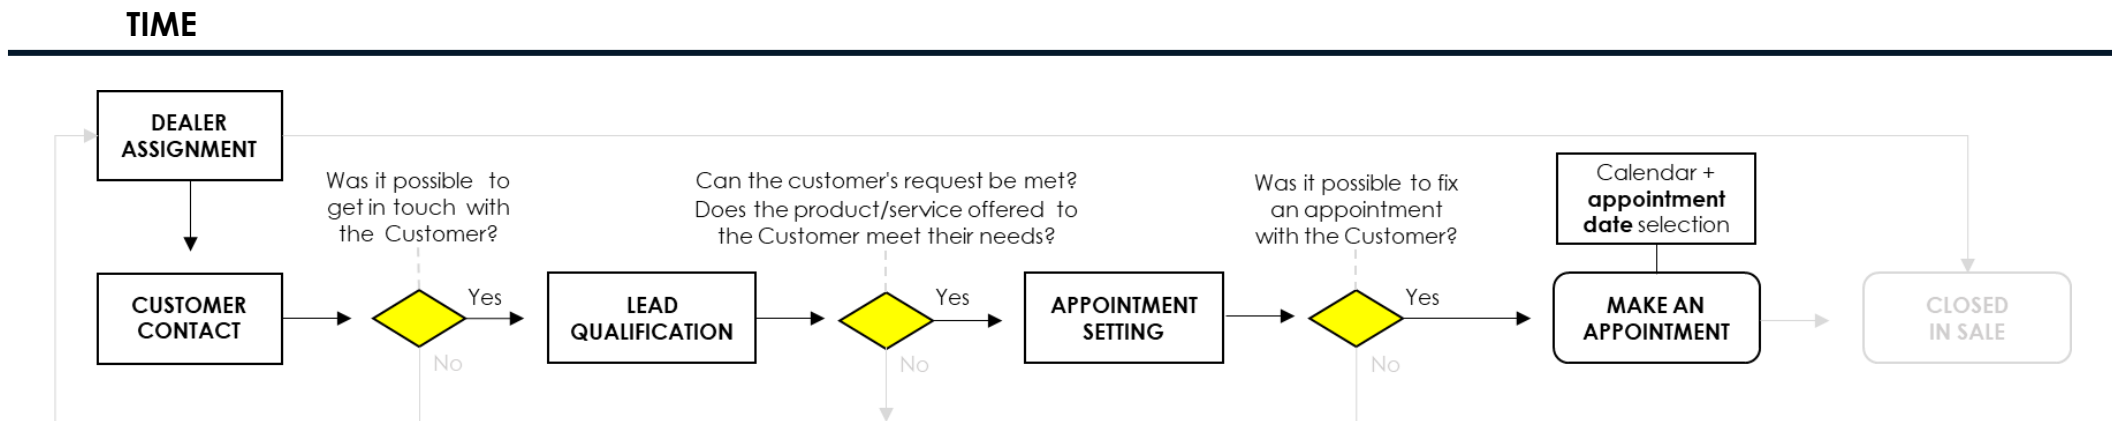 TIME
DEALER
ASSIGNMENT
Was it possible to
get in touch with
the Customer?
Can the customer's request be met?
Does the product/service offered to
the Customer meet their needs?
Was it possible to fix
an appointment
with the Customer?
Calendar +
appointment
date selection
CUSTOMER
CONTACT
Yes
No
LEAD
QUALIFICATION
Yes
No
APPOINTMENT
SETTING
Yes
No
MAKE AN
APPOINTMENT
CLOSED
IN SALE